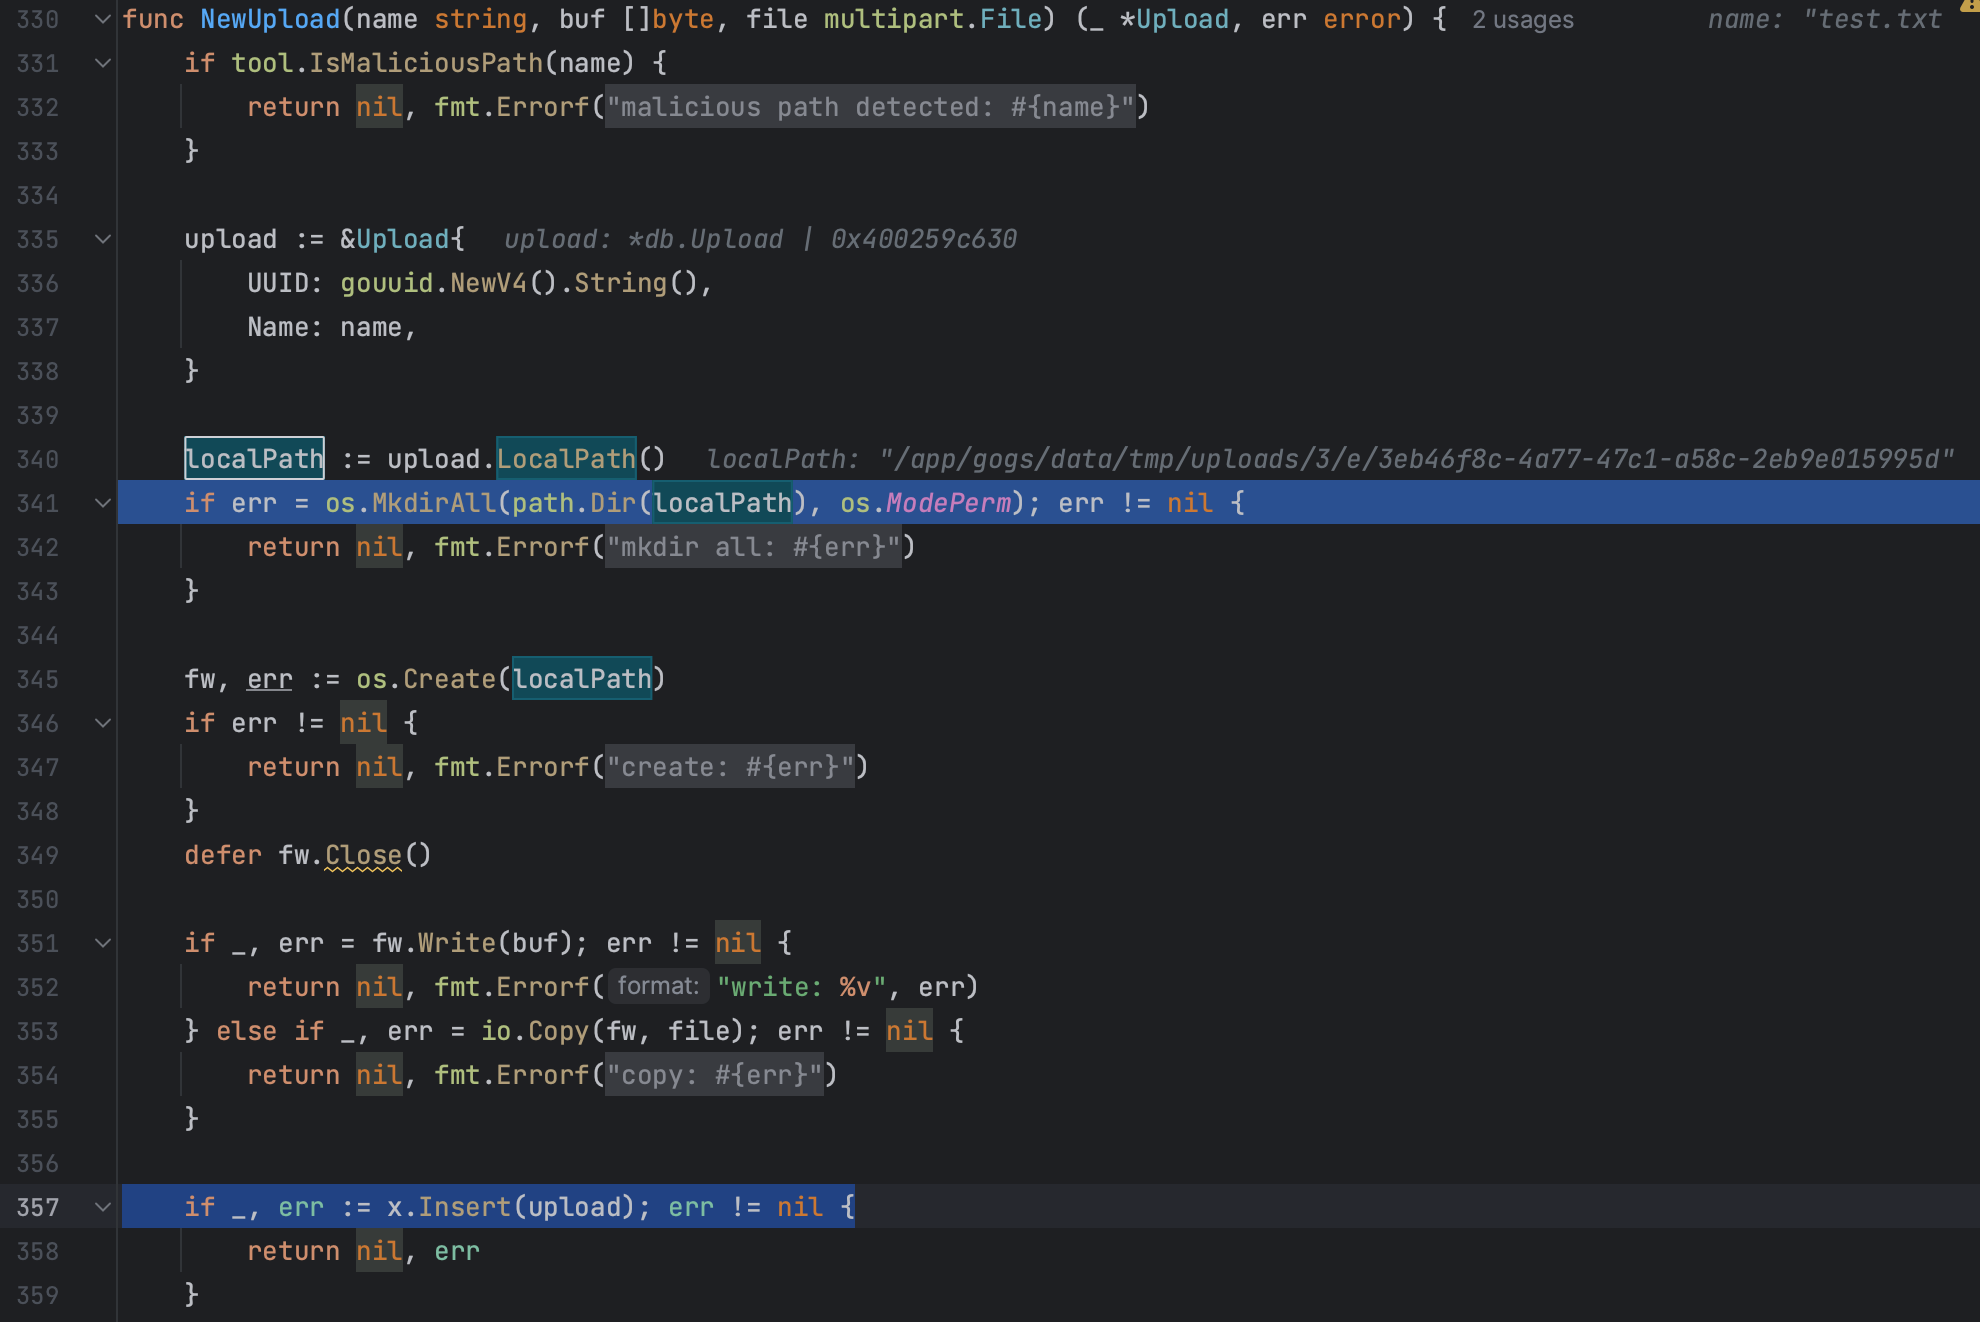 330 func NewUpload(name string, buf []byte, file multipart.File) (_ *Upload, err error) { 2 usages name: "test.txt
331 if tool.IsMaliciousPath(name) {
332 return nil, fmt.Errorf("malicious path detected: #{name}")
333 }
334
335 upload := &Upload{ upload: *db.Upload | 0x400259c630
336 UUID: gouuid.NewV4().String(),
337 Name: name,
338 }
339
340 localPath := upload.LocalPath() localPath: "/app/gogs/data/tmp/uploads/3/e/3eb46f8c-4a77-47c1-a58c-2eb9e015995d"
341 if err = os.MkdirAll(path.Dir(localPath), os.ModePerm); err != nil {
342 return nil, fmt.Errorf("mkdir all: #{err}")
343 }
344
345 fw, err := os.Create(localPath)
346 if err != nil {
347 return nil, fmt.Errorf("create: #{err}")
348 }
349 defer fw.Close()
350
351 if _, err = fw.Write(buf); err != nil {
352 return nil, fmt.Errorf( format: "write: %v", err)
353 } else if _, err = io.Copy(fw, file); err != nil {
354 return nil, fmt.Errorf("copy: #{err}")
355 }
356
357 if _, err := x.Insert(upload); err != nil {
358 return nil, err
359 }